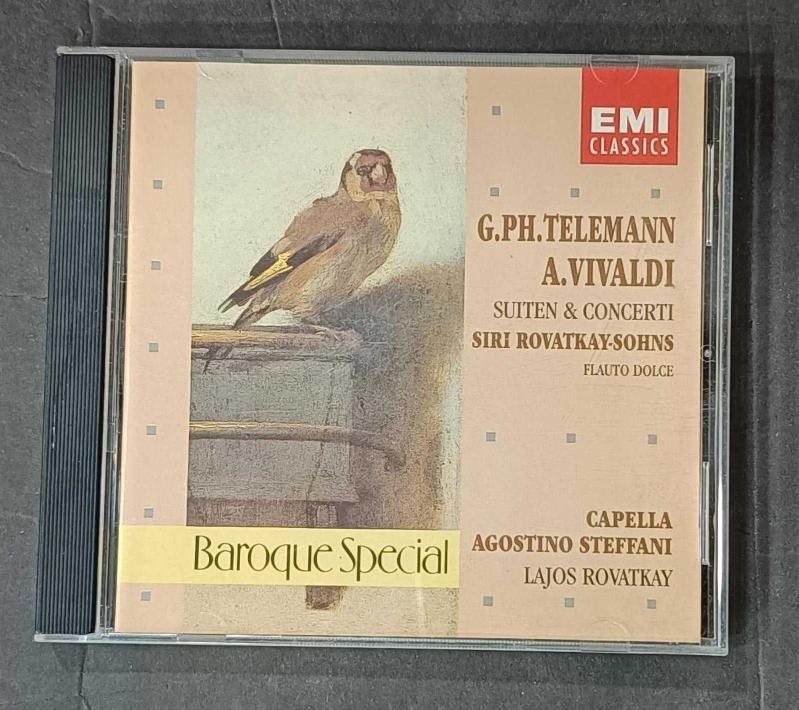 EMI
CLASSICS
G.PH.TELEMANN
A.VIVALDI
SUITEN & CONCERTI
SIRI ROVATKAY-SOHNS
FLAUTO DOLCE
CAPELLA
AGOSTINO STEFFANI
LAJOS ROVATKAY
Baroque Special